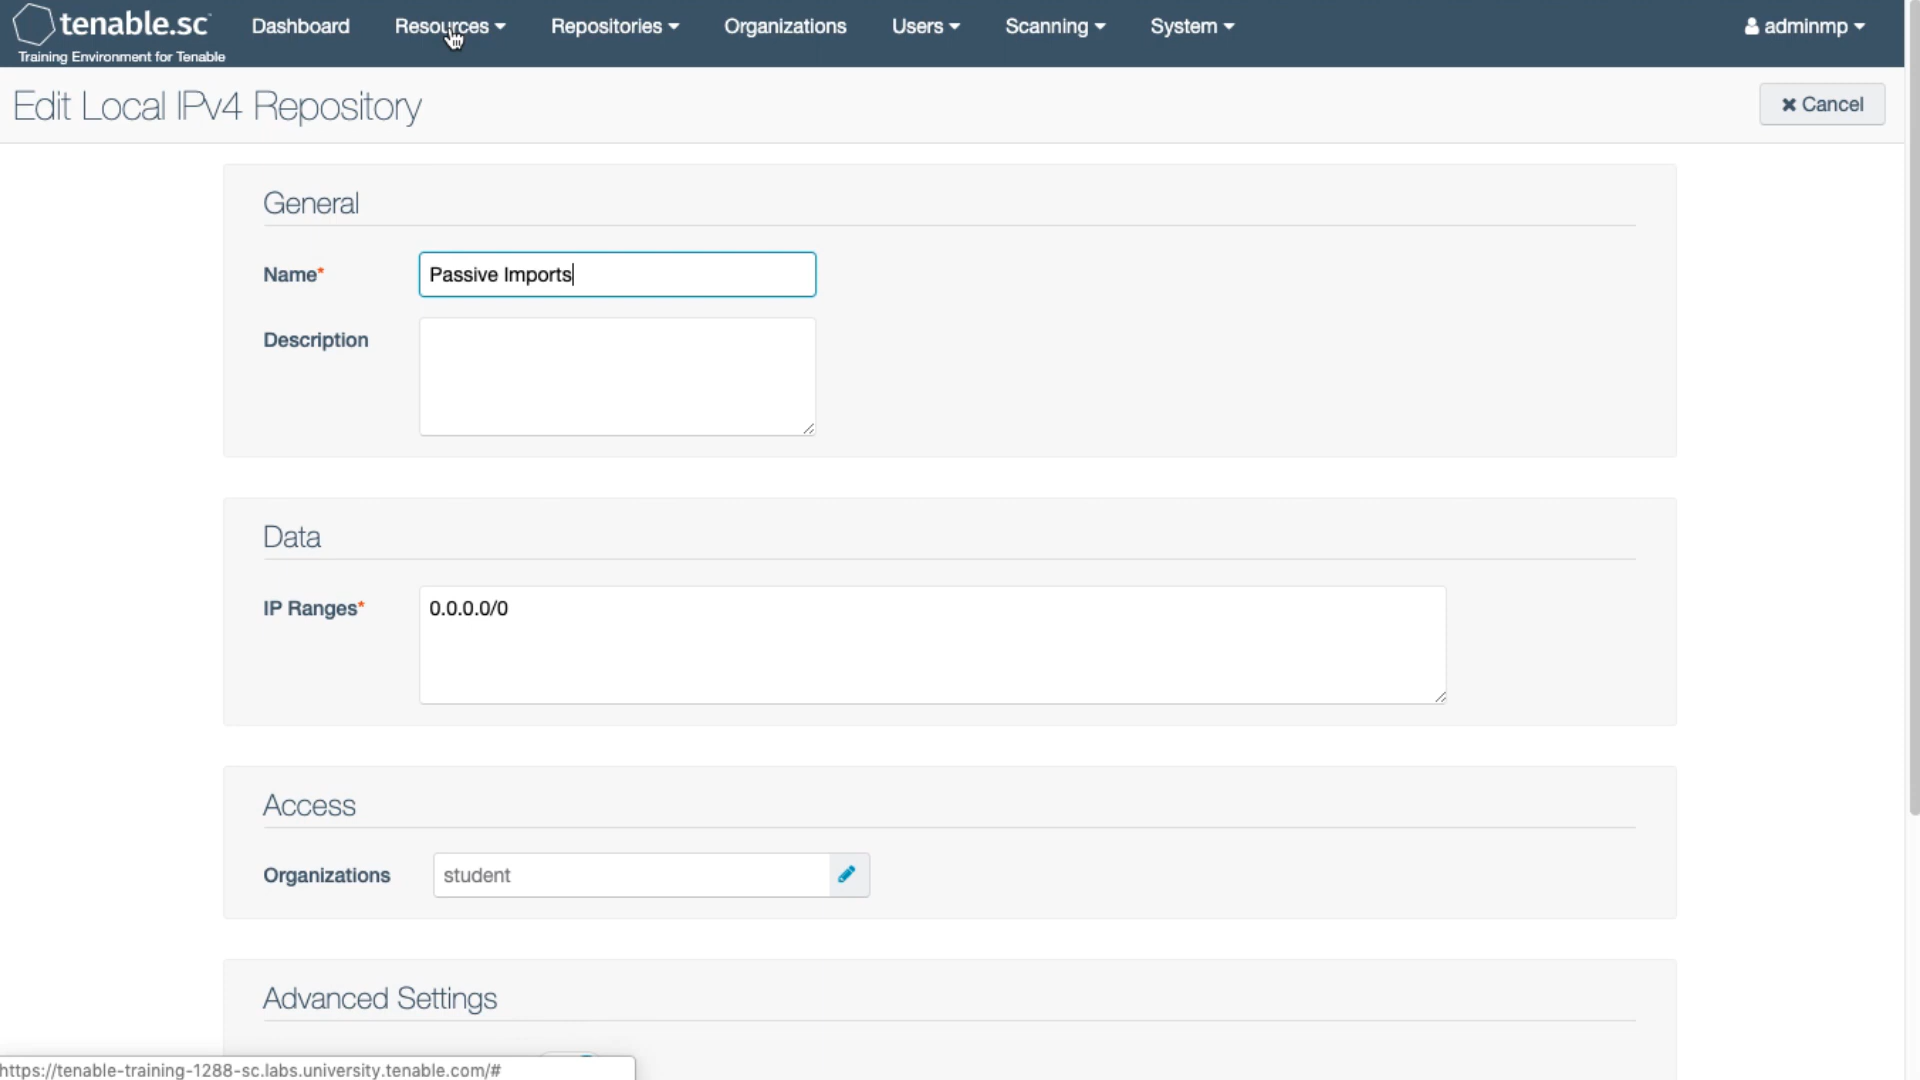 tenable.sc
Training Environment for Tenable
Dashboard
Resources
Repositories
Organizations
Users
Scanning
System
adminmp
Edit Local IPv4 Repository
Cancel
General
Name*
Passive Imports
Description
Data
IP Ranges*
0.0.0.0/0
Access
Organizations
student
Advanced Settings
https://tenable-training-1288-sc.labs.university.tenable.com/#